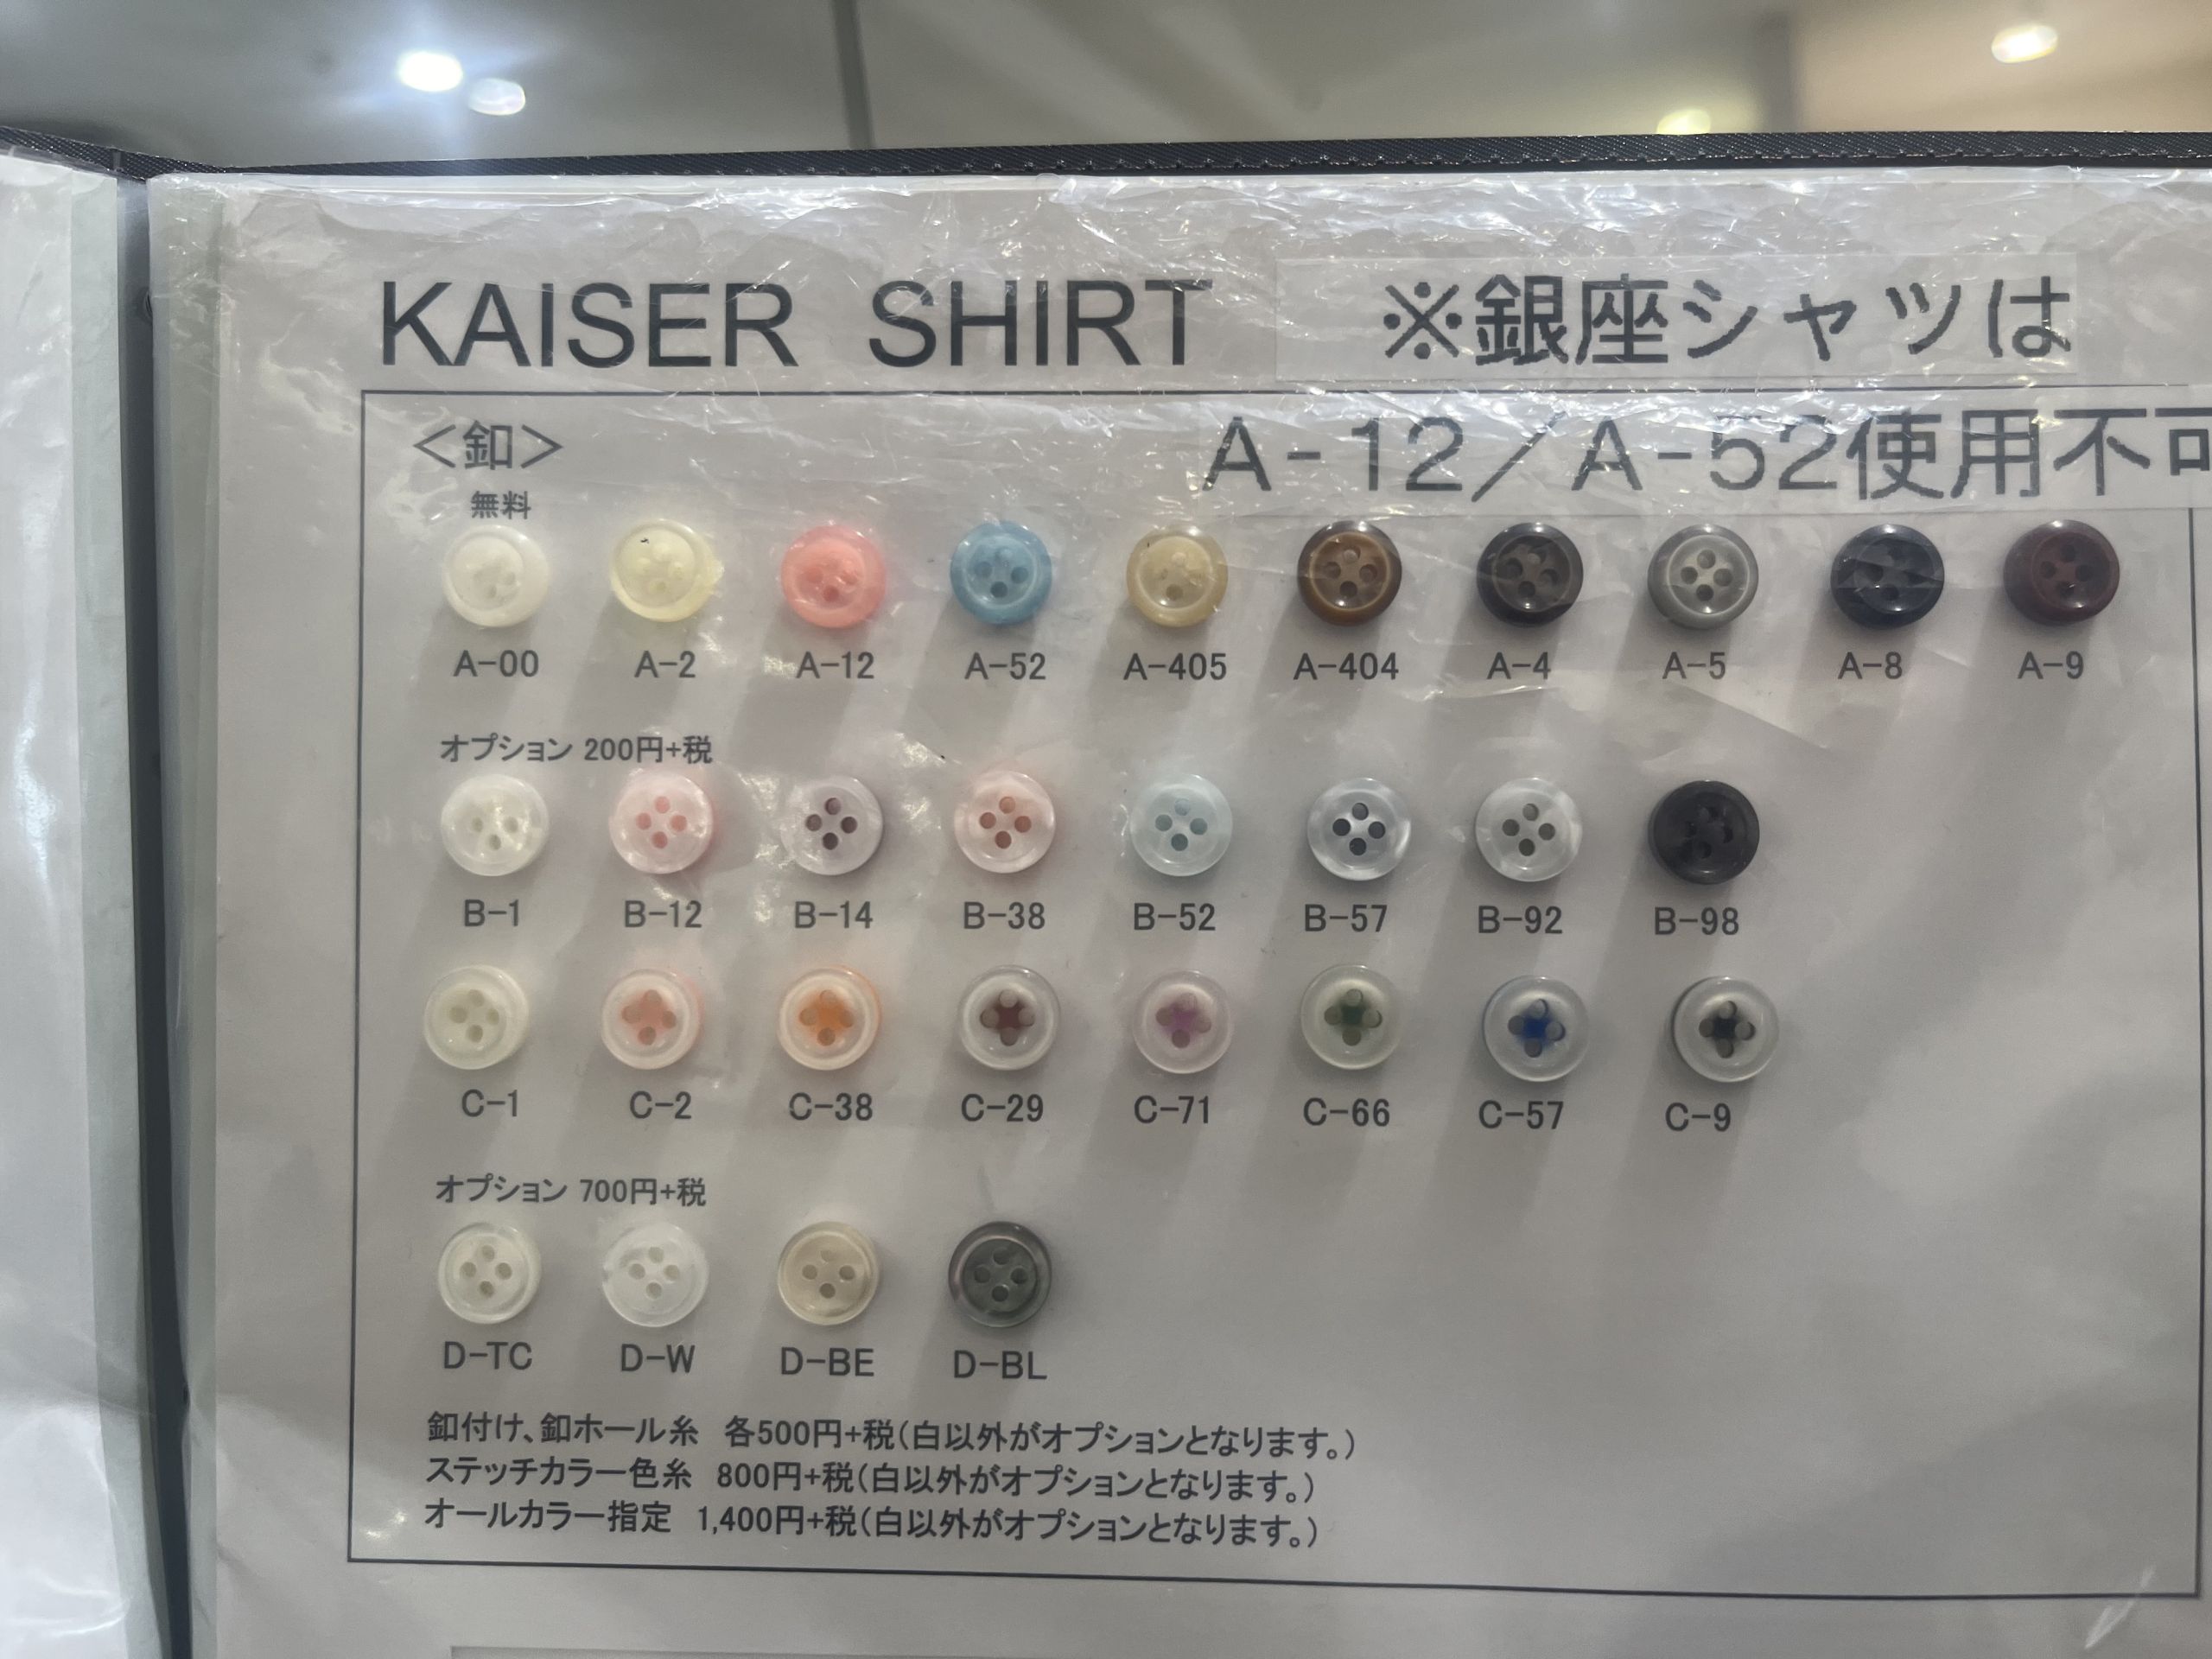 KAISER SHIRT ※銀座シャツは
<釦> A-12/A-52使用不可
無料
A-00 A-2 A-12 A-52 A-405 A-404 A-4 A-5 A-8 A-9
オプション 200円+税
B-1 B-12 B-14 B-38 B-52 B-57 B-92 B-98
C-1 C-2 C-38 C-29 C-71 C-66 C-57 C-9
オプション 700円+税
D-TC D-W D-BE D-BL
釦付け、釦ホール糸 各500円+税(白以外がオプションとなります。)
ステッチカラー色糸 800円+税(白以外がオプションとなります。)
オールカラー指定 1,400円+税(白以外がオプションとなります。)